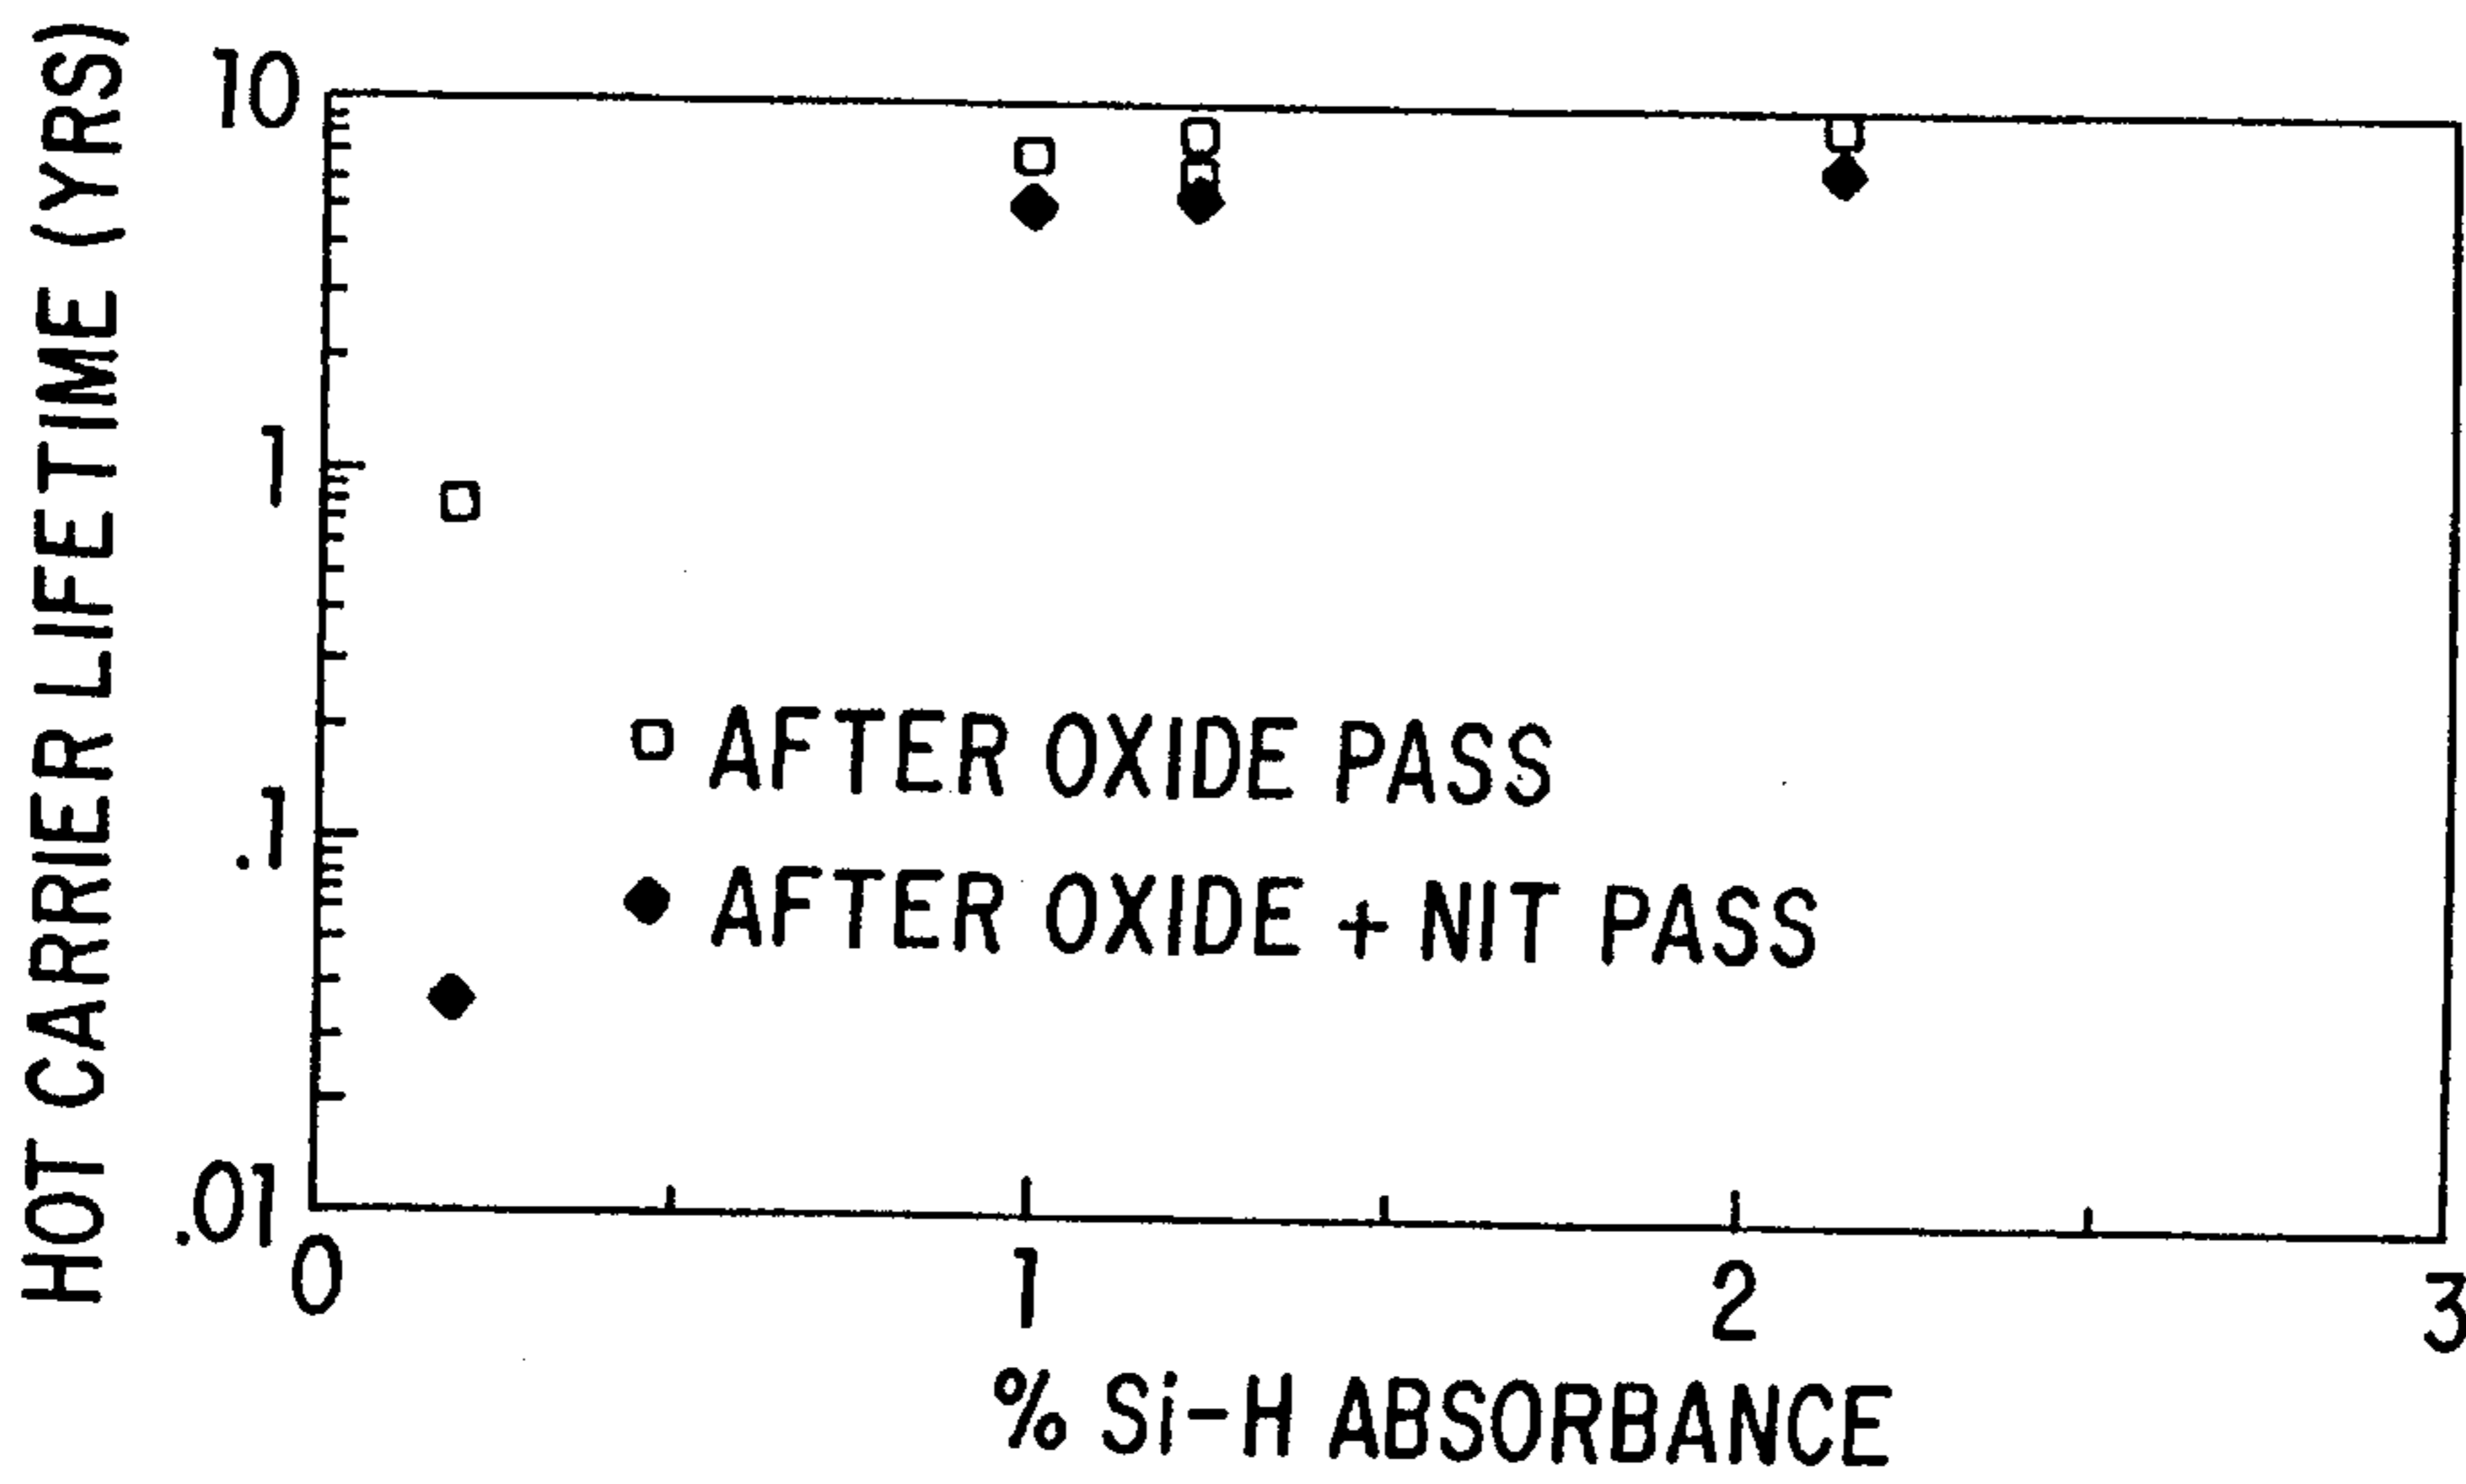 HOT CARRIER LIFETIME (YRS)
10
1
.1
.01
AFTER OXIDE PASS
AFTER OXIDE + NIT PASS
0 1 2 3
% Si-H ABSORBANCE